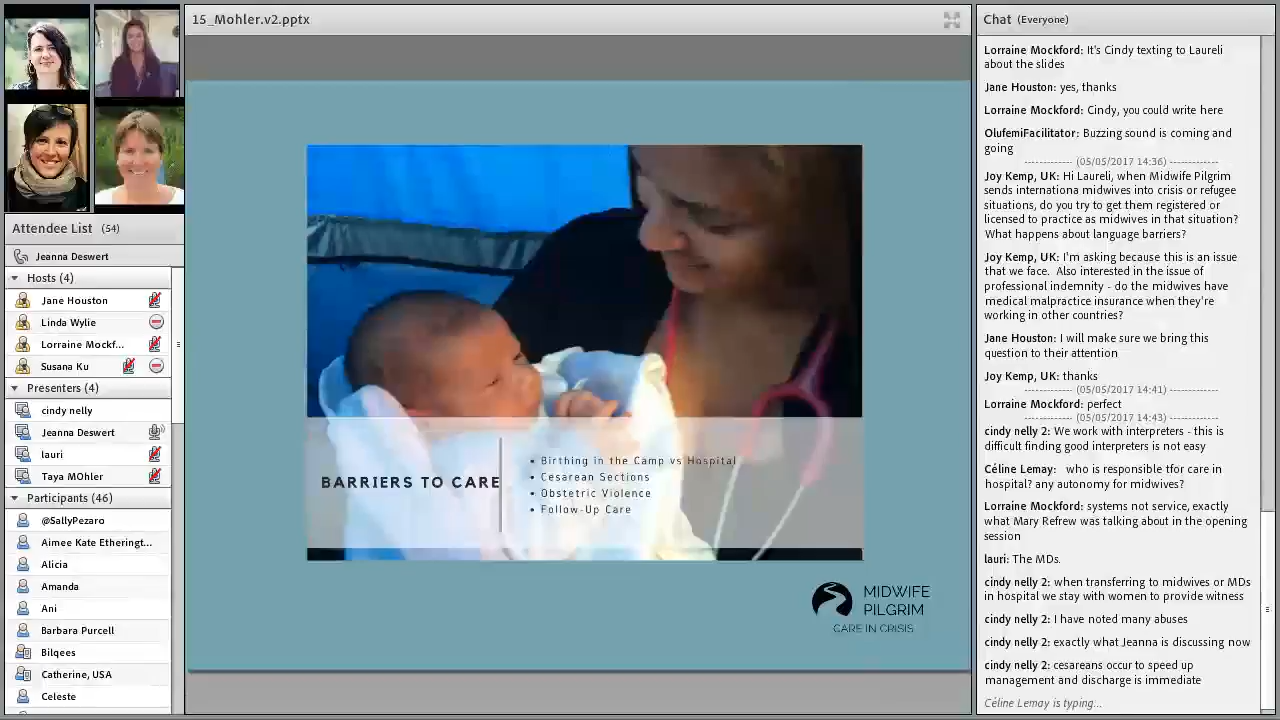 15_Mohler.v2.pptx
Attendee List (54)
Jeanna Deswert
Hosts (4)
Jane Houston
Linda Wylie
Lorraine Mockf...
Susana Ku
Presenters (4)
cindy nelly
Jeanna Deswert
lauri
Taya MOhler
Participants (46)
@SallyPezaro
Aimee Kate Etheringt...
Alicia
Amanda
Ani
Barbara Purcell
Bilqees
Catherine, USA
Celeste
BARRIERS TO CARE
• Birthing in the Camp vs Hospital
• Cesarean Sections
• Obstetric Violence
• Follow-Up Care
MIDWIFE
PILGRIM
CARE IN CRISIS
Chat (Everyone)
Lorraine Mockford: It's Cindy texting to Laureli
about the slides
Jane Houston: yes, thanks
Lorraine Mockford: Cindy, you could write here
OlufemiFacilitator: Buzzing sound is coming and
going
------------ (05/05/2017 14:36) ------------
Joy Kemp, UK: Hi Laureli, when Midwife Pilgrim
sends internationa midwives into crisis or refugee
situations, do you try to get them registered or
licensed to practice as midwives in that situation?
What happens about language barriers?
Joy Kemp, UK: I'm asking because this is an issue
that we face. Also interested in the issue of
professional indemnity - do the midwives have
medical malpractice insurance when they're
working in other countries?
Jane Houston: I will make sure we bring this
question to their attention
Joy Kemp, UK: thanks
------------ (05/05/2017 14:41) ------------
Lorraine Mockford: perfect
------------ (05/05/2017 14:43) ------------
cindy nelly 2: We work with interpreters - this is
difficult finding good interpreters is not easy
Céline Lemay: who is responsible tfor care in
hospital? any autonomy for midwives?
Lorraine Mockford: systems not service, exactly
what Mary Refrew was talking about in the opening
session
lauri: The MDs.
cindy nelly 2: when transferring to midwives or MDs
in hospital we stay with women to provide witness
cindy nelly 2: I have noted many abuses
cindy nelly 2: exactly what Jeanna is discussing now
cindy nelly 2: cesareans occur to speed up
management and discharge is immediate
Céline Lemay is typing...